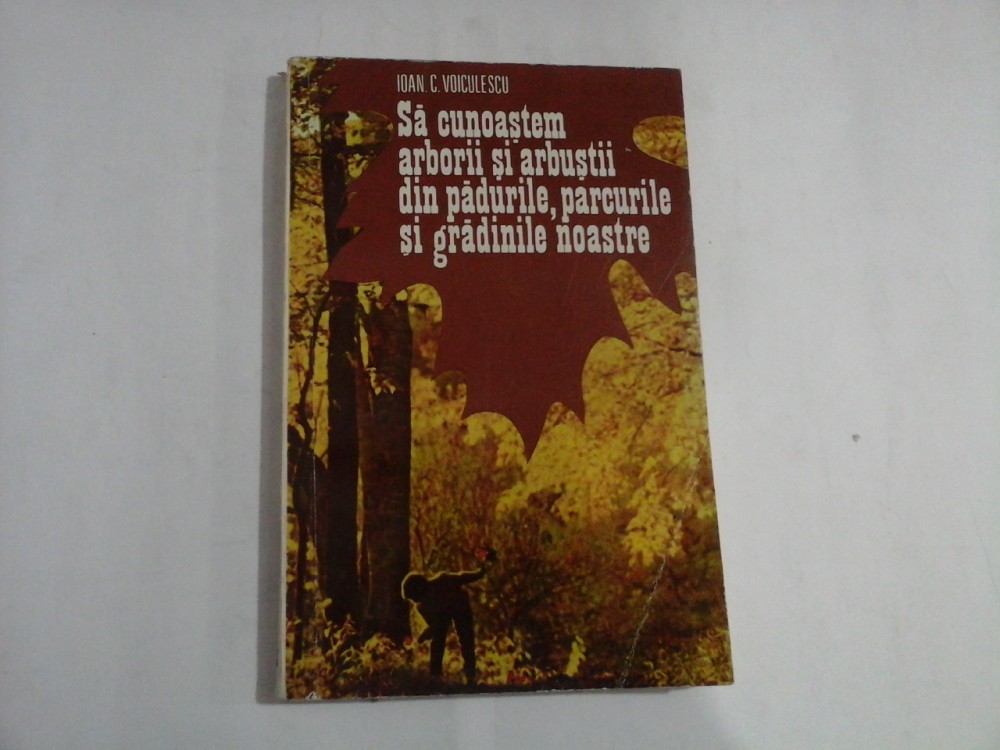 IOAN. C. VOICULESCU
Să cunoaștem
arborii și arbuștii
din pădurile, parcurile
și grădinile noastre